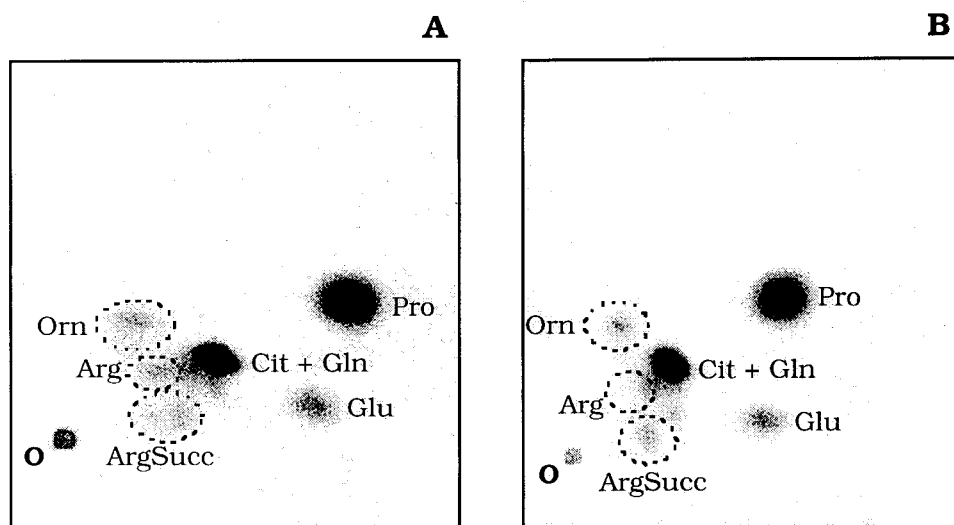 A
Orn
Pro
Arg
Cit + Gln
Glu
O
ArgSucc
B
Orn
Pro
Cit + Gln
Arg
Glu
O
ArgSucc